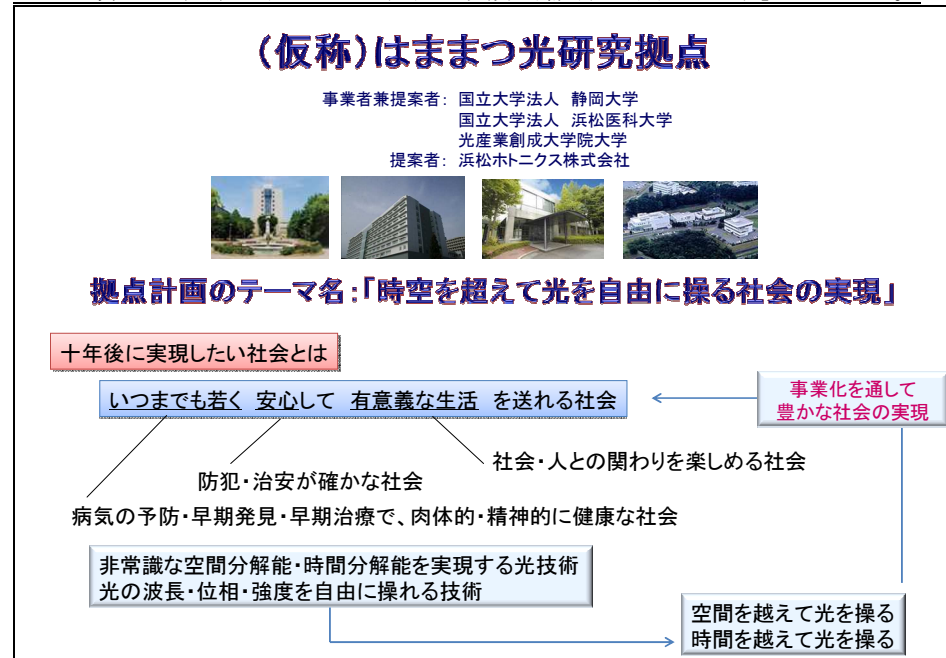 (仮称)はままつ光研究拠点
事業者兼提案者: 国立大学法人 静岡大学
国立大学法人 浜松医科大学
光産業創成大学院大学
提案者: 浜松ホトニクス株式会社
拠点計画のテーマ名:「時空を超えて光を自由に操る社会の実現」
十年後に実現したい社会とは
いつまでも若く 安心して 有意義な生活 を送れる社会
事業化を通して
豊かな社会の実現
社会・人との関わりを楽しめる社会
防犯・治安が確かな社会
病気の予防・早期発見・早期治療で、肉体的・精神的に健康な社会
非常識な空間分解能・時間分解能を実現する光技術
光の波長・位相・強度を自由に操れる技術
空間を越えて光を操る
時間を越えて光を操る